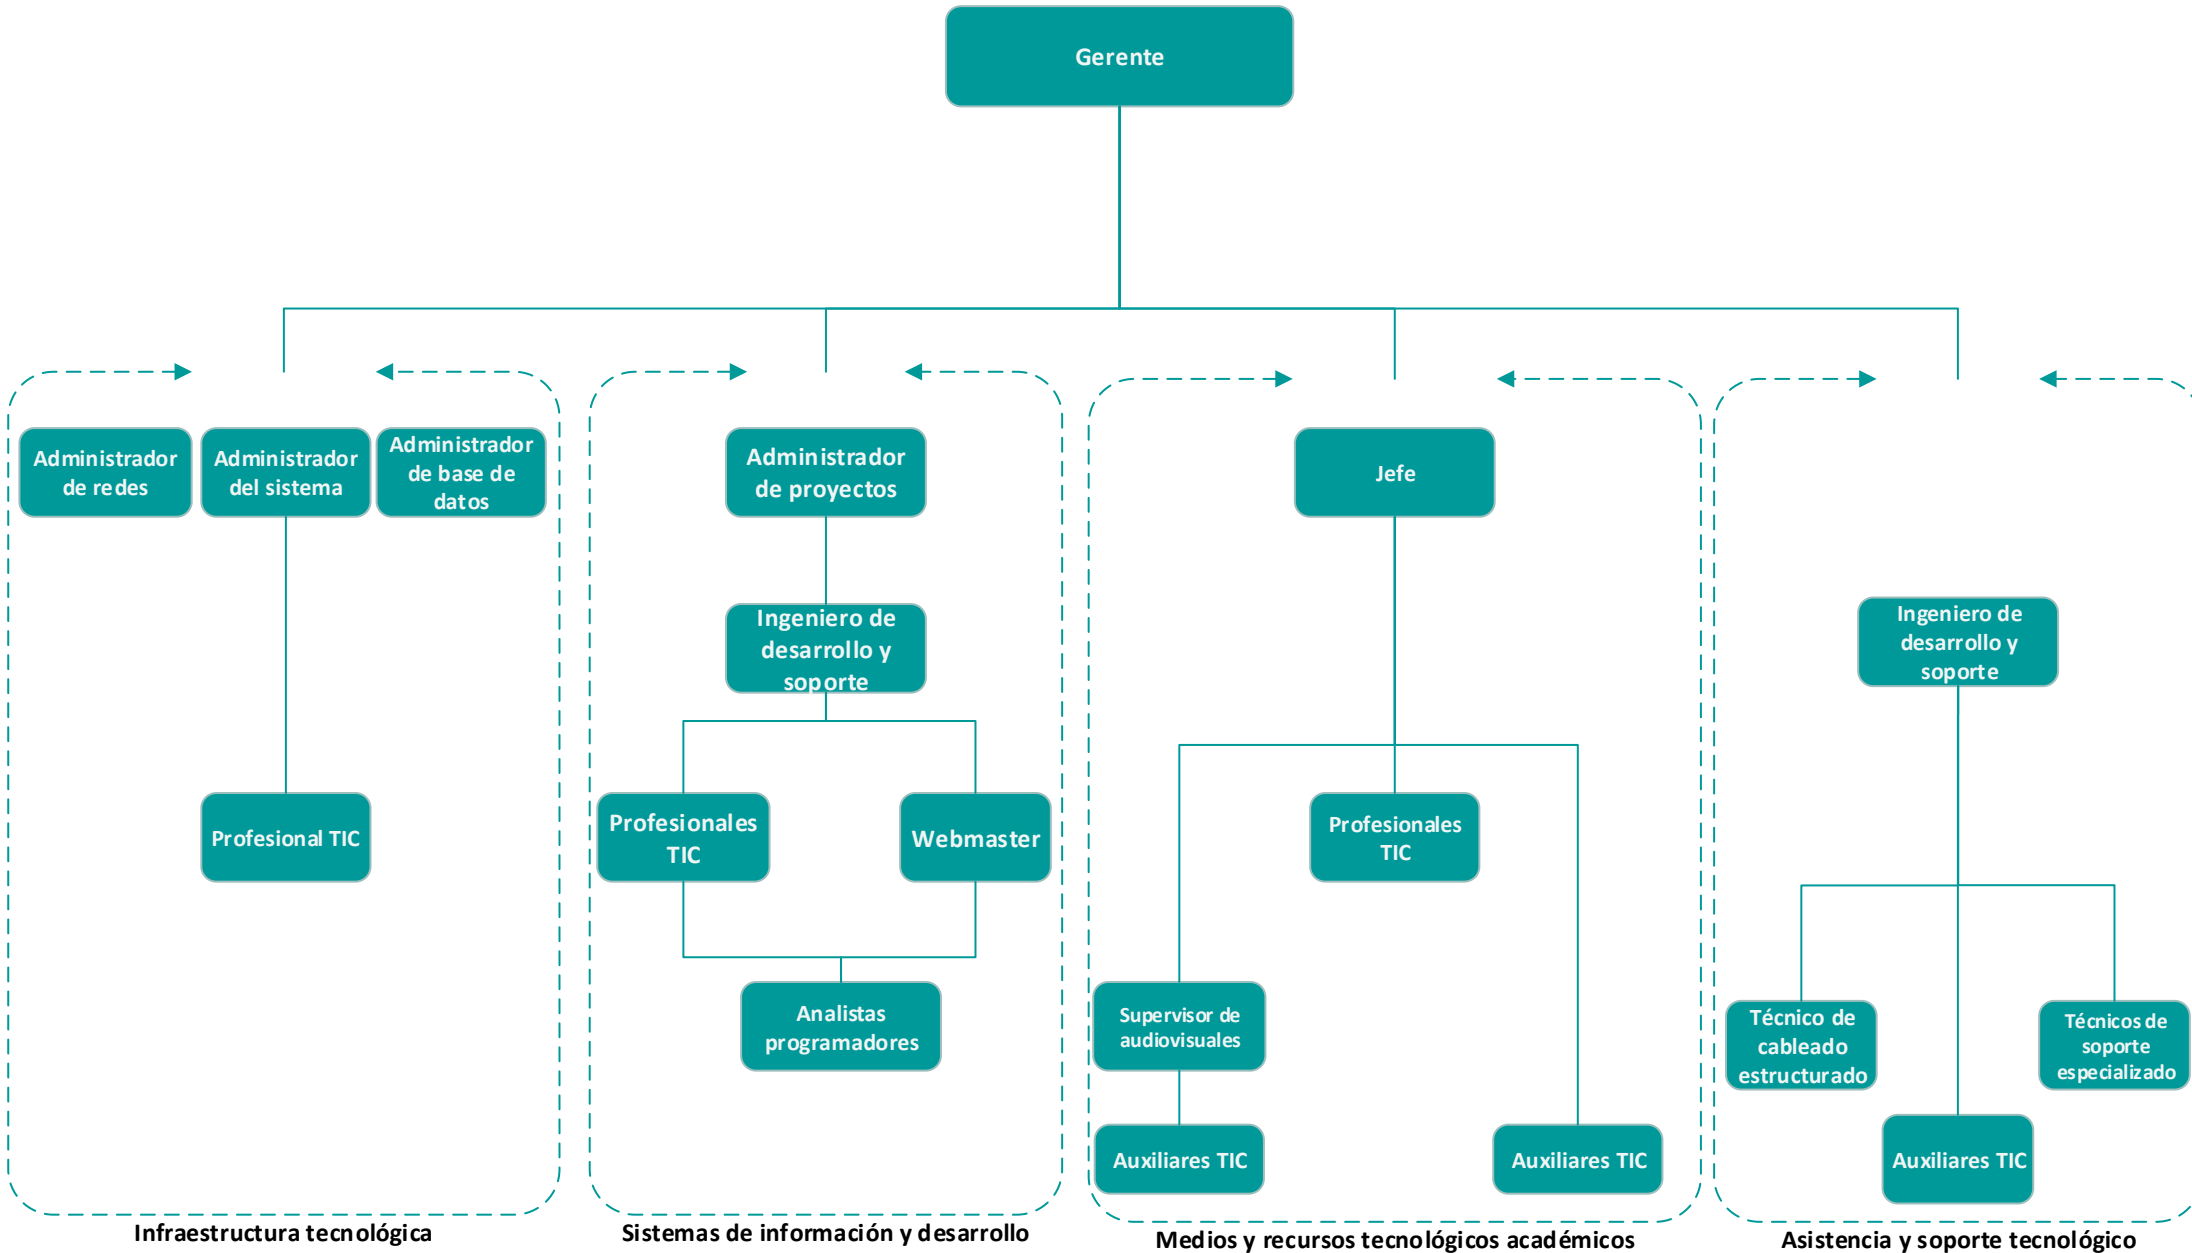 Gerente
Administrador
de redes
Administrador
del sistema
Administrador
de base de
datos
Profesional TIC
Infraestructura tecnológica
Administrador
de proyectos
Ingeniero de
desarrollo y
soporte
Profesionales
TIC
Webmaster
Analistas
programadores
Sistemas de información y desarrollo
Jefe
Profesionales
TIC
Supervisor de
audiovisuales
Auxiliares TIC
Auxiliares TIC
Medios y recursos tecnológicos académicos
Ingeniero de
desarrollo y
soporte
Técnico de
cableado
estructurado
Técnicos de
soporte
especializado
Auxiliares TIC
Asistencia y soporte tecnológico